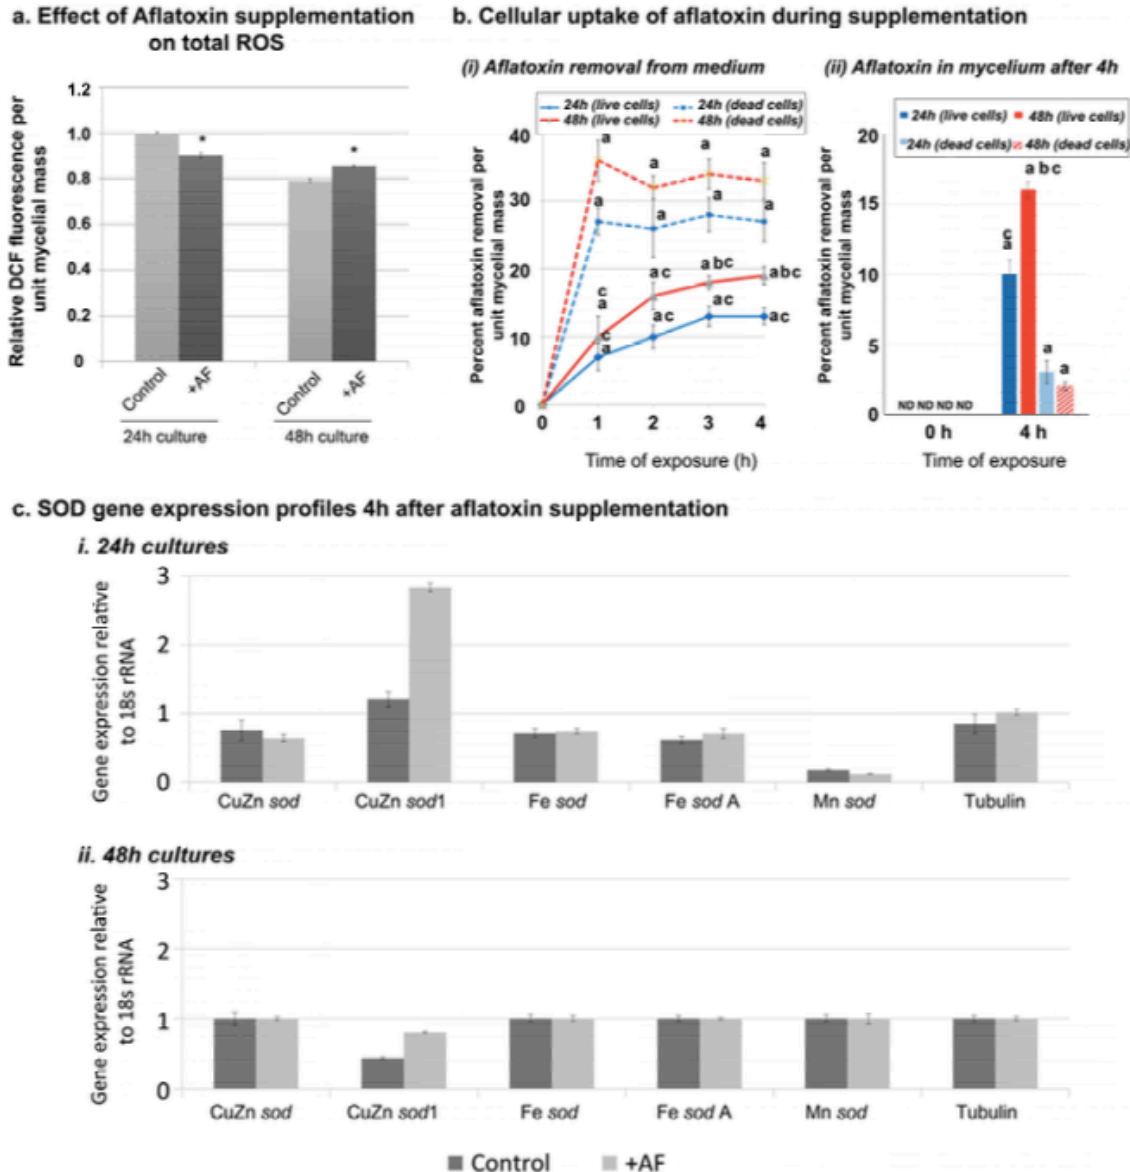 a. Effect of Aflatoxin supplementation
on total ROS
Relative DCF fluorescence per
unit mycelial mass
1.2
1.0
0.8
0.6
0.4
0.2
0
*
*
Control
+AF
Control
+AF
24h culture
48h culture
b. Cellular uptake of aflatoxin during supplementation
(i) Aflatoxin removal from medium
24h (live cells)
24h (dead cells)
48h (live cells)
48h (dead cells)
Percent aflatoxin removal per
unit mycelial mass
40
30
20
10
0
a
a
a
a
a
a
a
a
c
a
a c
a b c
a b c
c
a
a c
a c
a c
0
1
2
3
4
Time of exposure (h)
(ii) Aflatoxin in mycelium after 4h
24h (live cells)
48h (live cells)
24h (dead cells)
48h (dead cells)
Percent aflatoxin removal per
unit mycelial mass
20
15
10
5
0
ND ND ND ND
c
a
a b c
a
a
0 h
4 h
Time of exposure
c. SOD gene expression profiles 4h after aflatoxin supplementation
i. 24h cultures
Gene expression relative
to 18s rRNA
3
2
1
0
CuZn sod
CuZn sod1
Fe sod
Fe sod A
Mn sod
Tubulin
ii. 48h cultures
Gene expression relative
to 18s rRNA
3
2
1
0
CuZn sod
CuZn sod1
Fe sod
Fe sod A
Mn sod
Tubulin
Control
+AF